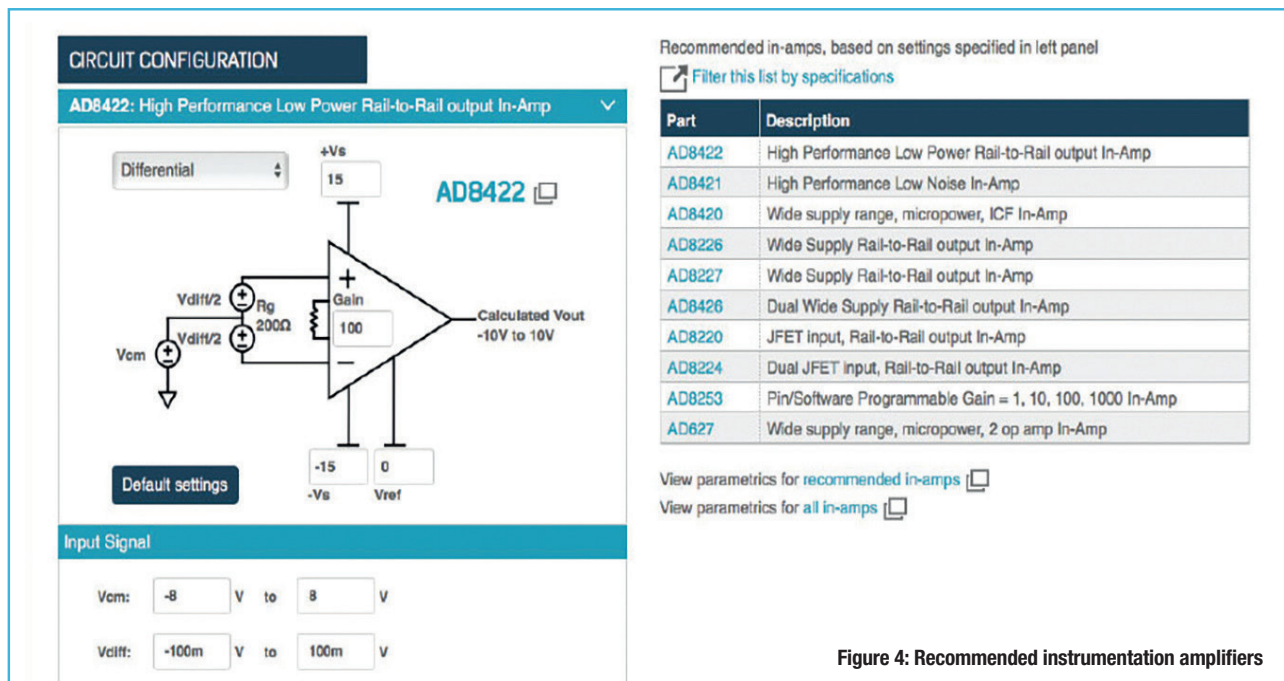 CIRCUIT CONFIGURATION
AD8422: High Performance Low Power Rail-to-Rail output In-Amp
Differential
+Vs
15
AD8422
Vdiff/2
Rg
200Ω
Gain
100
Vdiff/2
Vcm
Calculated Vout
-10V to 10V
-15
0
-Vs
Vref
Default settings
Input Signal
Vcm: -8 V to 8 V
Vdiff: -100m V to 100m V
Recommended in-amps, based on settings specified in left panel
Filter this list by specifications
Part Description
AD8422 High Performance Low Power Rail-to-Rail output In-Amp
AD8421 High Performance Low Noise In-Amp
AD8420 Wide supply range, micropower, ICF In-Amp
AD8226 Wide Supply Rail-to-Rail output In-Amp
AD8227 Wide Supply Rail-to-Rail output In-Amp
AD8426 Dual Wide Supply Rail-to-Rail output In-Amp
AD8220 JFET input, Rail-to-Rail output In-Amp
AD8224 Dual JFET input, Rail-to-Rail output In-Amp
AD8253 Pin/Software Programmable Gain = 1, 10, 100, 1000 In-Amp
AD627 Wide supply range, micropower, 2 op amp In-Amp
View parametrics for recommended in-amps
View parametrics for all in-amps
Figure 4: Recommended instrumentation amplifiers